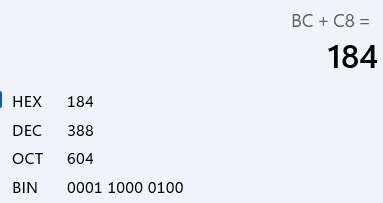 BC + C8 =
184
HEX 184
DEC 388
OCT 604
BIN 0001 1000 0100